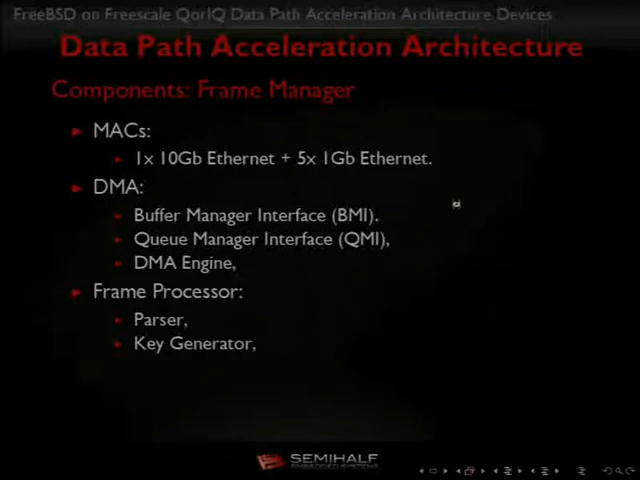 FreeBSD on Freescale QorIQ Data Path Acceleration Architecture Devices
Data Path Acceleration Architecture
Components: Frame Manager
MACs:
1x 10Gb Ethernet + 5x 1Gb Ethernet.
DMA:
Buffer Manager Interface (BMI).
Queue Manager Interface (QMI),
DMA Engine,
Frame Processor:
Parser,
Key Generator,
SEMIHALF
EMBEDDED SYSTEMS